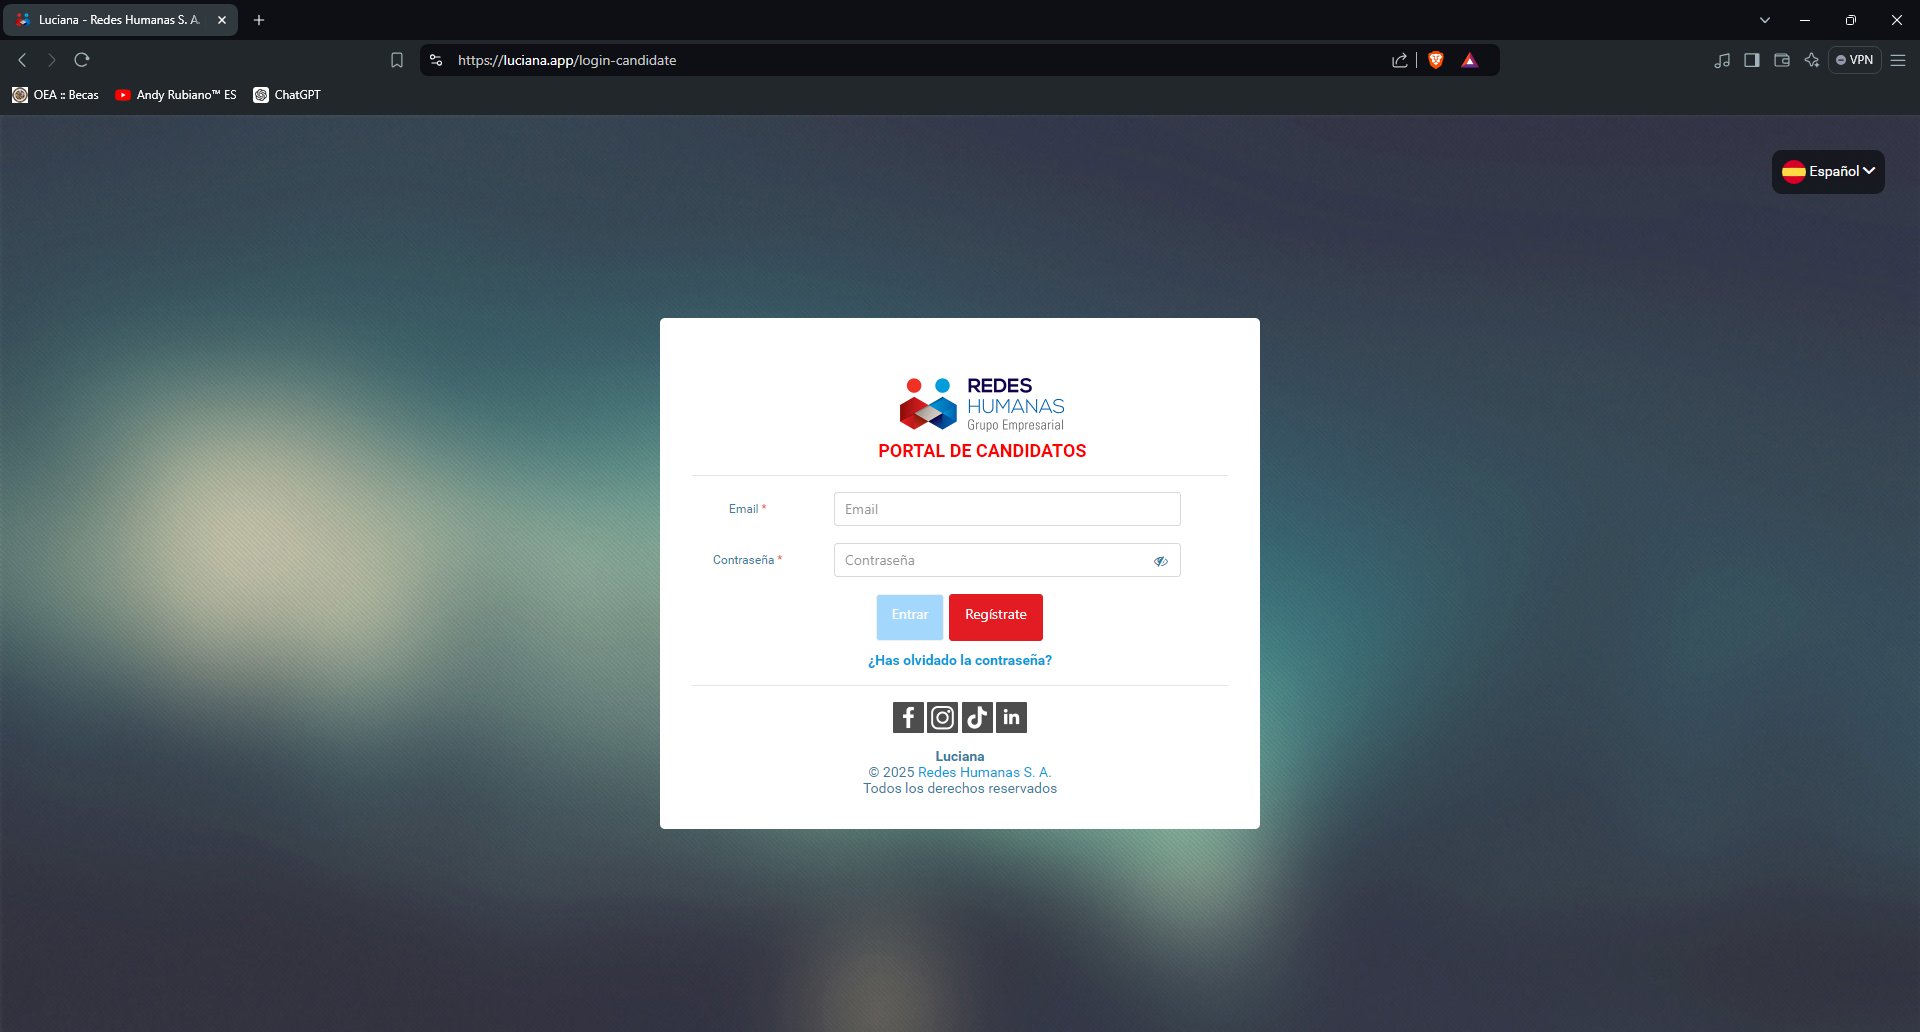 Luciana - Redes Humanas S. A.
https://luciana.app/login-candidate
VPN
OEA :: Becas
Andy Rubiano™ ES
ChatGPT
Español
REDES
HUMANAS
Grupo Empresarial
PORTAL DE CANDIDATOS
Email *
Email
Contraseña *
Contraseña
Entrar
Regístrate
¿Has olvidado la contraseña?
Luciana
© 2025 Redes Humanas S. A.
Todos los derechos reservados